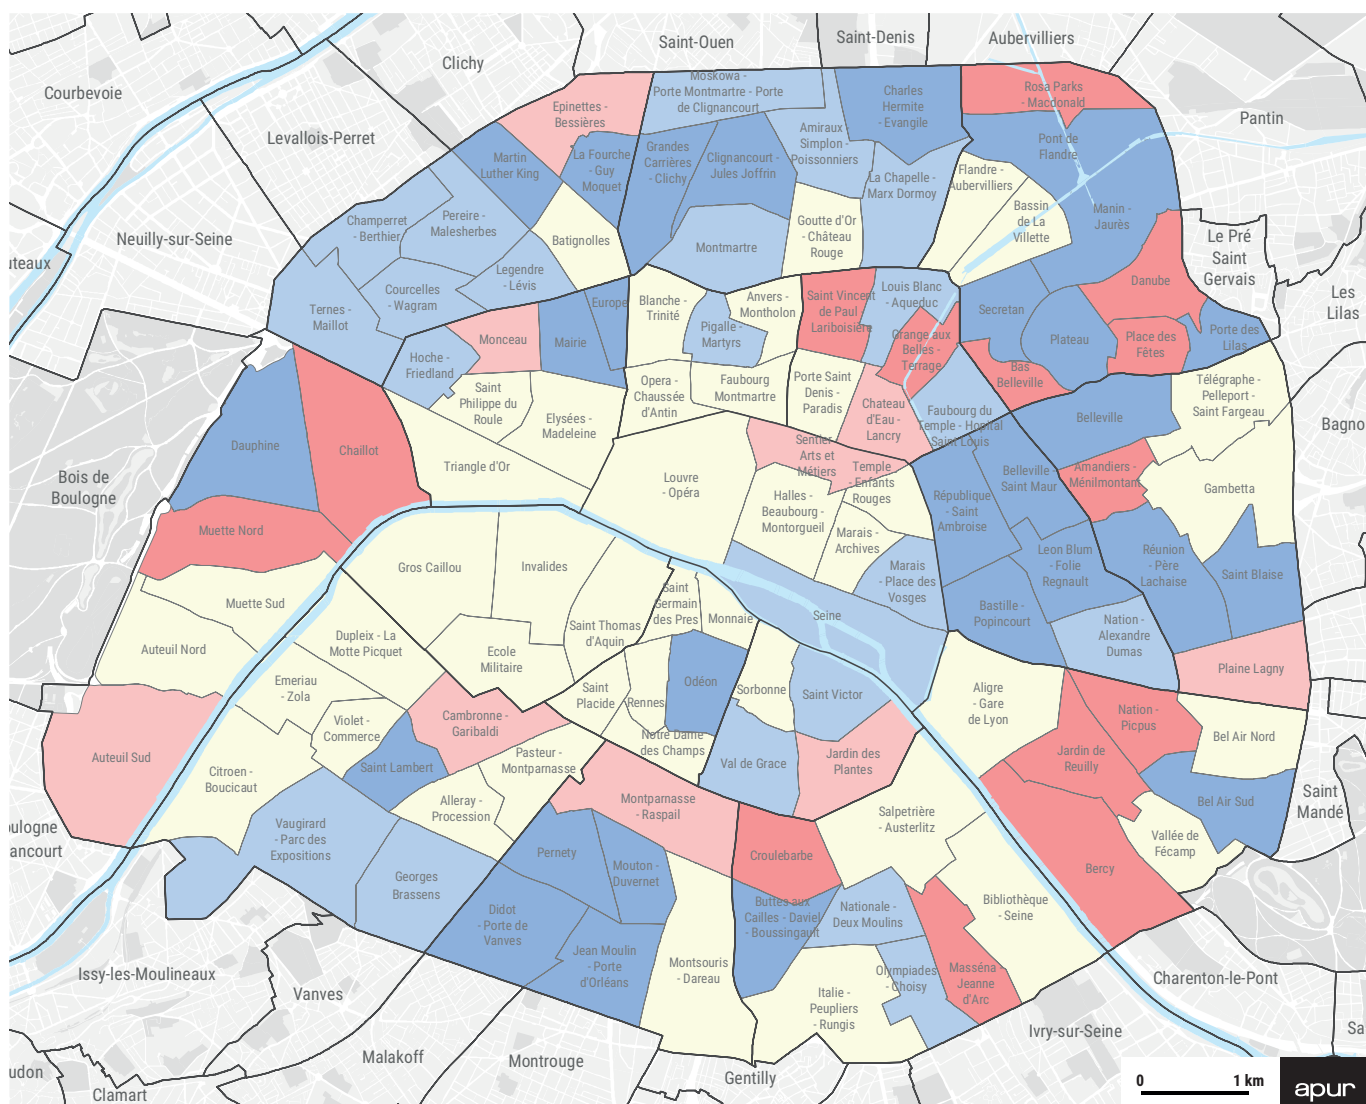 Saint-Ouen
Saint-Denis
Aubervilliers
Clichy
Courbevoie
Levallois-Perret
Pantin
Moskowa -
Porte Montmartre - Porte
de Clignancourt
Charles
Hermite
- Evangile
Rosa Parks
- Macdonald
Epinettes -
Bessières
Amiraux
Simplon -
Poissonniers
Pont de
Flandre
Martin
Luther King
La Fourche
- Guy
Moquet
Grandes
Carrières
- Clichy
Clignancourt -
Jules Joffrin
La Chapelle -
Marx Dormoy
Flandre -
Aubervilliers
Neuilly-sur-Seine
Champerret
- Berthier
Pereire -
Malesherbes
Batignolles
Montmartre
Goutte d'Or
- Château
Rouge
Bassin
de La
Villette
Manin -
Jaurès
Le Pré
Saint
Gervais
uteaux
Legendre
- Lévis
Courcelles
- Wagram
Ternes -
Maillot
Europe
Blanche -
Trinité
Anvers -
Montholon
Saint Vincent
de Paul
Lariboisière
Louis Blanc
- Aqueduc
Secretan
Danube
Les
Lilas
Monceau
Mairie
Pigalle -
Martyrs
Grange aux
Belles -
Terrage
Plateau
Place des
Fêtes
Porte des
Lilas
Hoche -
Friedland
Saint
Philippe du
Roule
Opera -
Chaussée
d'Antin
Faubourg
Montmartre
Porte Saint
Denis -
Paradis
Bas
Belleville
Télégraphe -
Pelleport -
Saint Fargeau
Elysées -
Madeleine
Chateau
d'Eau -
Lancry
Faubourg du
Temple - Hopital
Saint Louis
Belleville
Bagno
Dauphine
Chaillot
Triangle d'Or
Sentier
Arts et
Métiers
Bois de
Boulogne
Louvre
- Opéra
Temple
- Enfants
Rouges
Belleville -
Saint Maur
Amandiers -
Ménilmontant
Gambetta
Halles -
Beaubourg -
Montorgueil
République
- Saint
Ambroise
Muette Nord
Marais -
Archives
Leon Blum
- Folie
Regnault
Réunion
- Père
Lachaise
Saint Blaise
Gros Caillou
Invalides
Marais
- Place des
Vosges
Muette Sud
Saint
Germain
des Pres
Monnaie
Seine
Bastille -
Popincourt
Nation -
Alexandre
Dumas
Auteuil Nord
Dupleix - La
Motte Picquet
Saint Thomas
d'Aquin
Ecole
Militaire
Plaine Lagny
Emeriau
- Zola
Saint
Placide
Rennes
Odéon
Sorbonne
Saint Victor
Aligre
- Gare
de Lyon
Violet -
Commerce
Cambronne -
Garibaldi
Notre Dame
des Champs
Nation -
Picpus
Bel Air Nord
Auteuil Sud
Citroen -
Boucicaut
Saint Lambert
Pasteur -
Montparnasse
Val de Grace
Jardin des
Plantes
Jardin de
Reuilly
Alleray -
Procession
Montparnasse
- Raspail
Salpetrière
- Austerlitz
Bel Air Sud
Saint
Mandé
oulogne
ancourt
Vaugirard
- Parc des
Expositions
Pernety
Mouton -
Duvernet
Croulebarbe
Vallée de
Fécamp
Georges
Brassens
Bercy
Didot
- Porte de
Vanves
Buttes aux
Cailles - Daviel
- Boussingault
Nationale -
Deux Moulins
Bibliothèque
- Seine
Jean Moulin
- Porte
d'Orléans
Montsouris
- Dareau
Olympiades
- Choisy
Masséna -
Jeanne
d'Arc
Issy-les-Moulineaux
Vanves
Italie -
Peupliers
- Rungis
Charenton-le-Pont
Ivry-sur-Seine
Sa
Malakoff
Montrouge
Gentilly
udon
Clamart
0 1 km
apur